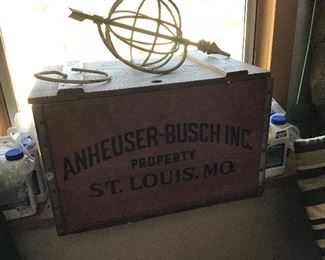 ANHEUSER-BUSCH INC.
PROPERTY
ST. LOUIS, MO.